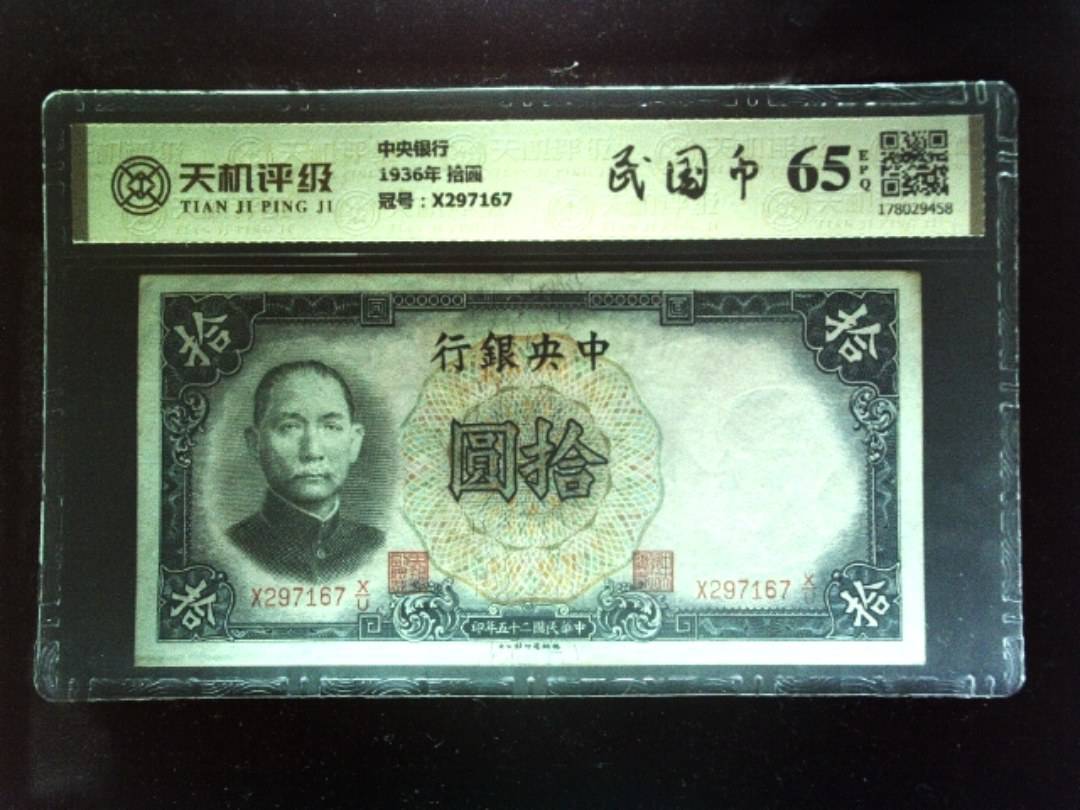 天机评级
TIAN JI PING JI
中央银行
1936年 拾圆
冠号：X297167
民国币
65
EPQ
178029458
拾
拾
行銀央中
圓拾
X297167 X/U
X297167 X/U
拾
拾
印年五十二國民華中